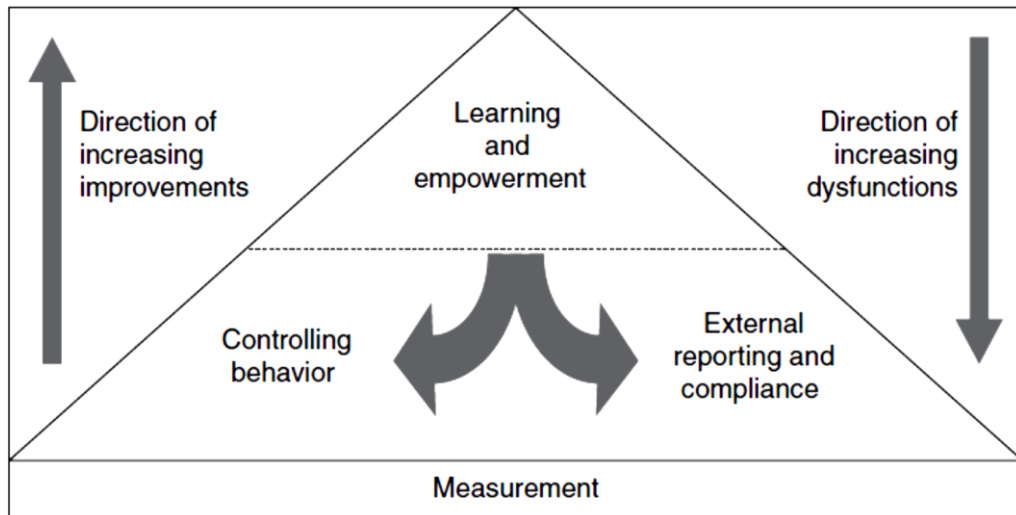 Learning
and
empowerment
Direction of
increasing
improvements
Direction of
increasing
dysfunctions
Controlling
behavior
External
reporting and
compliance
Measurement